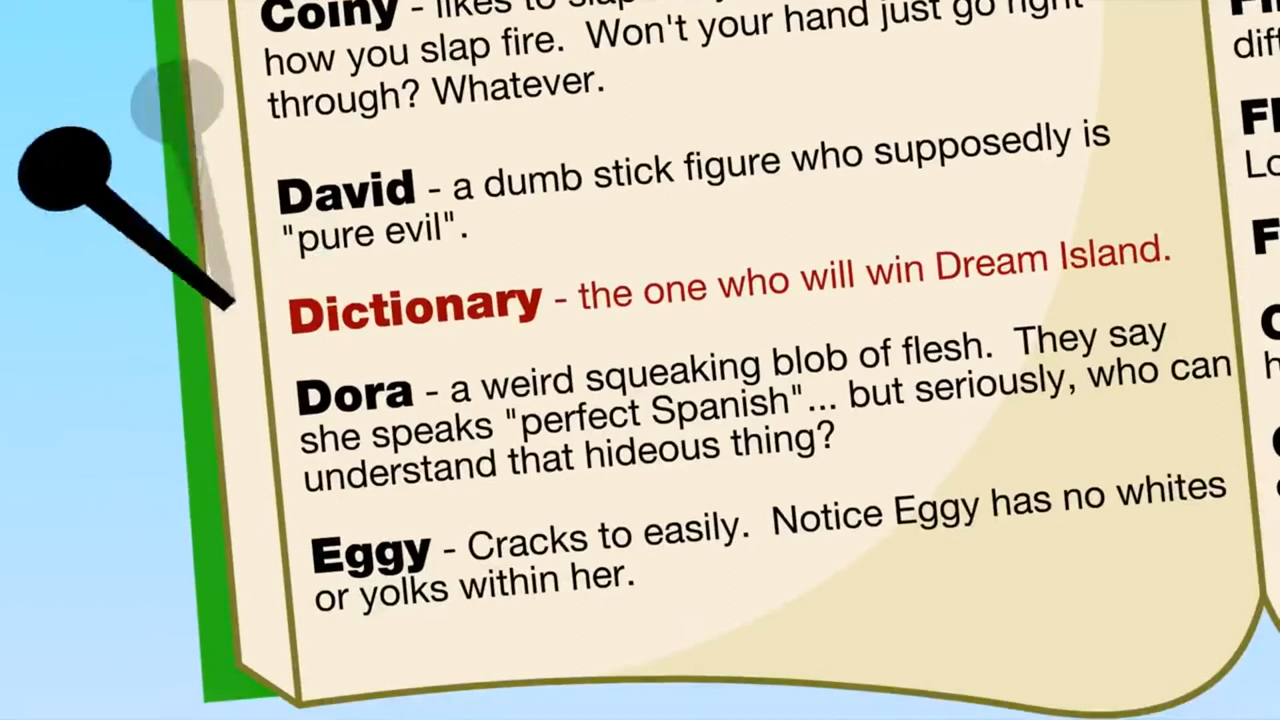 Coiny - likes to
how you slap fire.  Won't your hand just go right
through? Whatever.
David - a dumb stick figure who supposedly is
"pure evil".
Dictionary - the one who will win Dream Island.
Dora - a weird squeaking blob of flesh.  They say
she speaks "perfect Spanish"... but seriously, who can
understand that hideous thing?
Eggy - Cracks to easily.  Notice Eggy has no whites
or yolks within her.